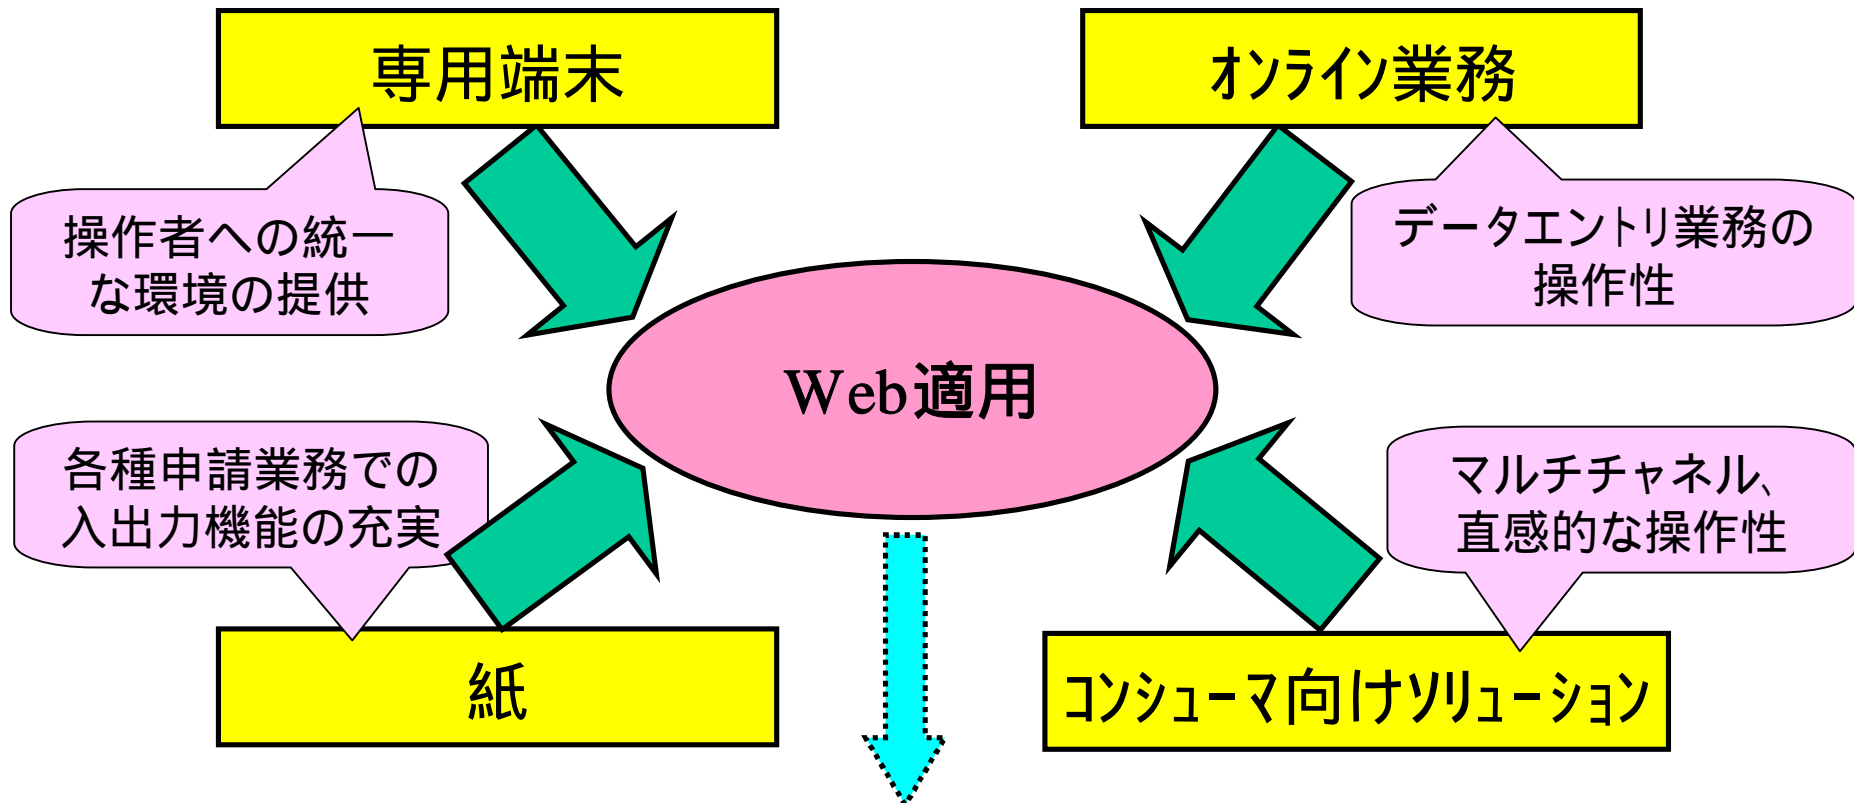 専用端末
ｵﾝﾗｲﾝ業務
操作者への統一
な環境の提供
データエントリ業務の
操作性
Web適用
各種申請業務での
入出力機能の充実
マルチチャネル、
直感的な操作性
紙
ｺﾝｼｭｰﾏ向けｿﾘｭｰｼｮﾝ